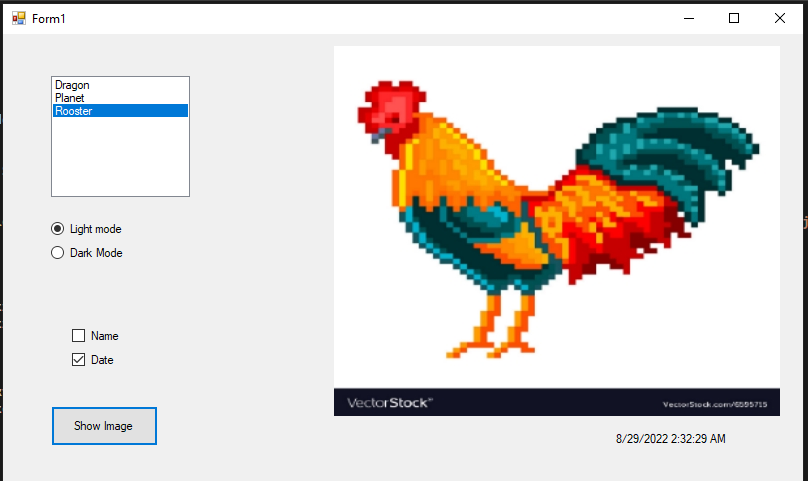 Form1
Dragon
Planet
Rooster
Light mode
Dark Mode
Name
Date
Show Image
VectorStock®
VectorStock.com/6595715
8/29/2022 2:32:29 AM